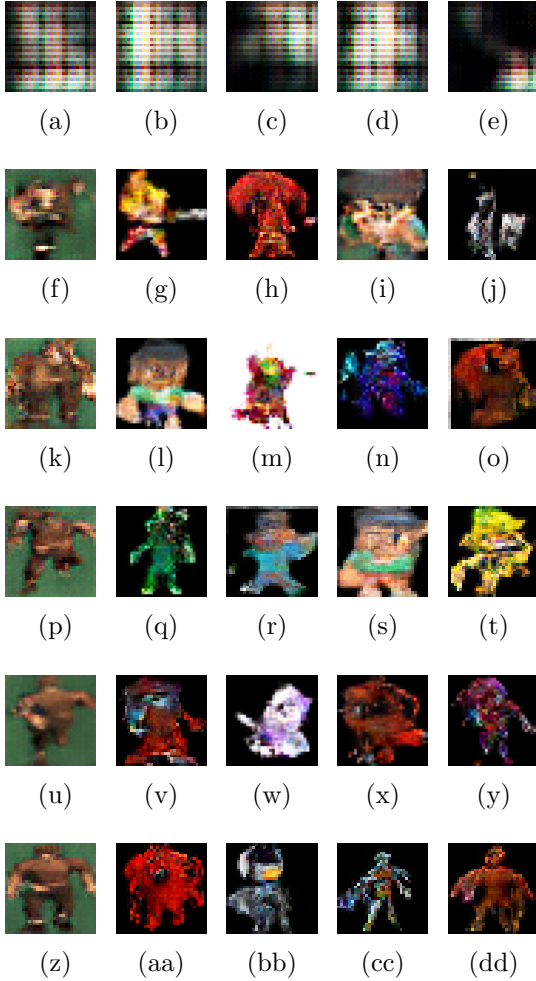 (a) (b) (c) (d) (e)
(f) (g) (h) (i) (j)
(k) (l) (m) (n) (o)
(p) (q) (r) (s) (t)
(u) (v) (w) (x) (y)
(z) (aa) (bb) (cc) (dd)